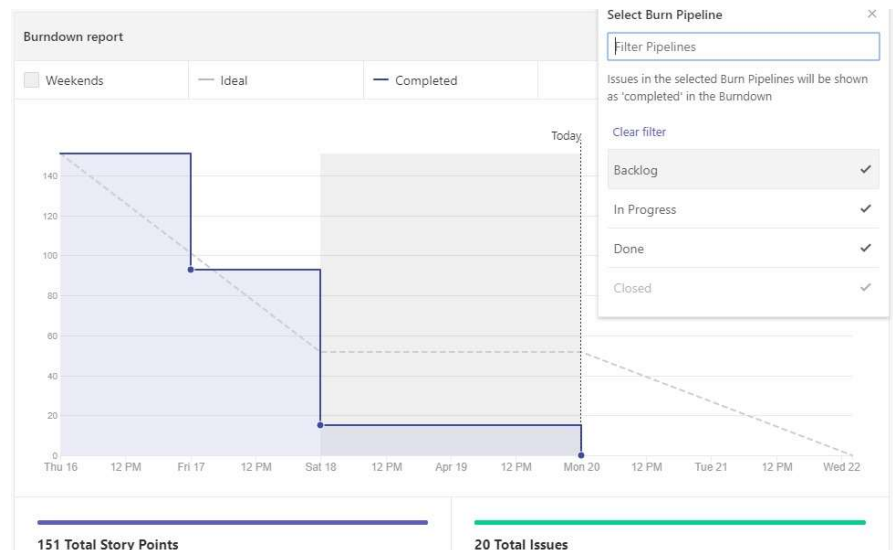 Burndown report
Weekends
Ideal
Completed
Select Burn Pipeline
Filter Pipelines
Issues in the selected Burn Pipelines will be shown
as 'completed' in the Burndown
Clear filter
Backlog
In Progress
Done
Closed
Today
140
120
100
80
60
40
20
0
Thu 16 12 PM Fri 17 12 PM Sat 18 12 PM Apr 19 12 PM Mon 20 12 PM Tue 21 12 PM Wed 22
151 Total Story Points
20 Total Issues